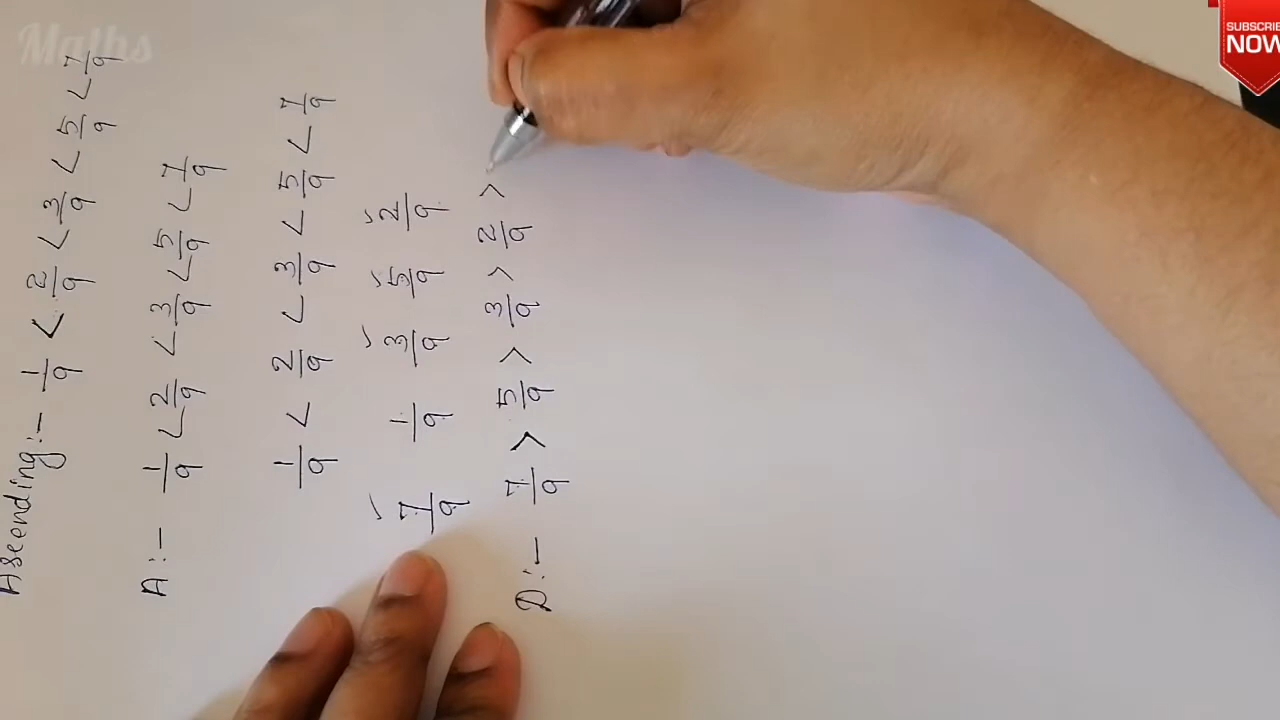 Maths
SUBSCRIBE
NOW
Ascending:- 1/9 < 2/9 < 3/9 < 5/9 < 7/9
A:- 1/9 < 2/9 < 3/9 < 5/9 < 7/9
1/9 < 2/9 < 3/9 < 5/9 < 7/9
7/9 1/9 3/9 5/9 2/9
D:- 7/9 > 5/9 > 3/9 > 2/9 >